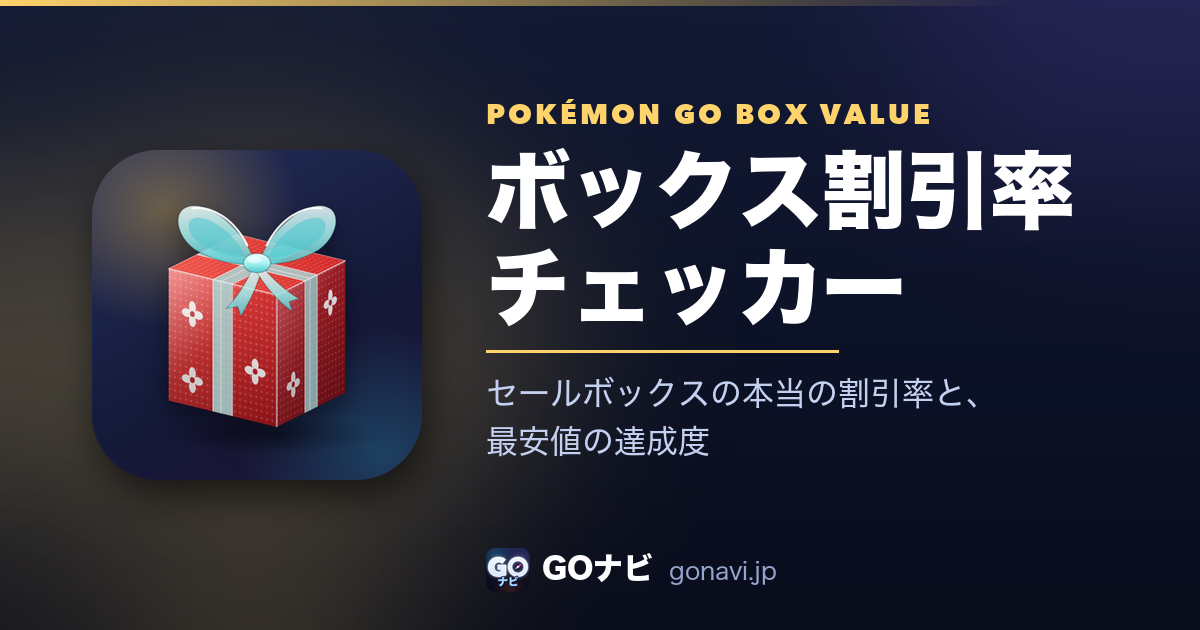 POKÉMON GO BOX VALUE
ボックス割引率
チェッカー
セールボックスの本当の割引率と、
最安値の達成度
GO
ナビ
GOナビ gonavi.jp